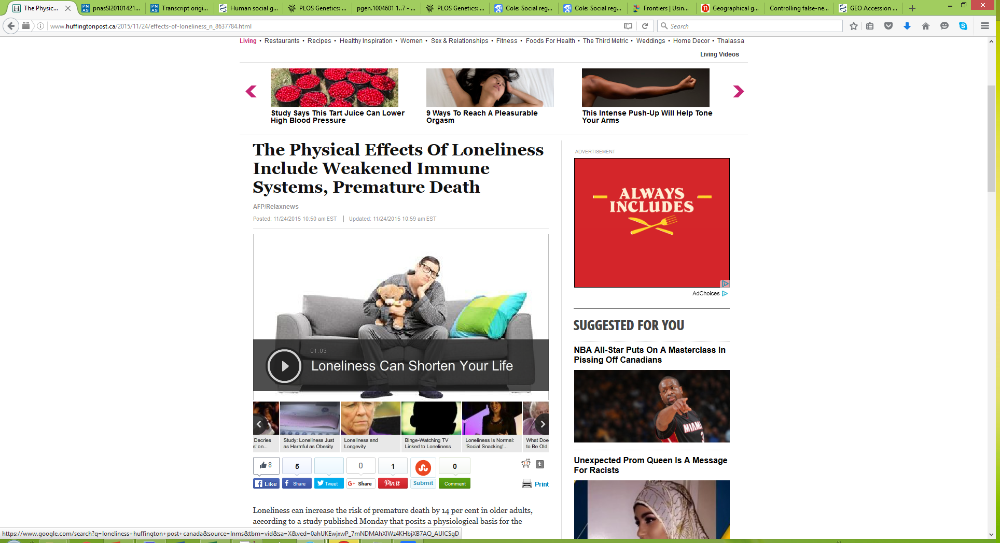 The Physic...
PN AS pnasSI20101421...
PN AS Transcript origi...
Human social g...
PLOS Genetics: ...
pgen.1004601 1..7 - ...
PLOS Genetics: ...
Cole: Social reg...
Cole: Social reg...
Frontiers | Usin...
Geographical g...
Controlling false-ne...
GEO Accession ...
www.huffingtonpost.ca/2015/11/24/effects-of-loneliness_n_8637784.html
Search
Living • Restaurants • Recipes • Healthy Inspiration • Women • Sex & Relationships • Fitness • Foods For Health • The Third Metric • Weddings • Home Decor • Thalassa
Living Videos
Study Says This Tart Juice Can Lower
High Blood Pressure
9 Ways To Reach A Pleasurable
Orgasm
This Intense Push-Up Will Help Tone
Your Arms
The Physical Effects Of Loneliness
Include Weakened Immune
Systems, Premature Death
AFP/Relaxnews
Posted: 11/24/2015 10:50 am EST | Updated: 11/24/2015 10:59 am EST
01:03
Loneliness Can Shorten Your Life
Decries
s' on...
Study: Loneliness Just
as Harmful as Obesity
Loneliness and
Longevity
Binge-Watching TV
Linked to Loneliness
Loneliness Is Normal:
'Social Snacking'...
What Doe
to Be Old
8
5
0
1
0
Like
Share
Tweet
G+ Share
Pin it
Submit
Comment
Print
Loneliness can increase the risk of premature death by 14 per cent in older adults,
according to a study published Monday that posits a physiological basis for the
ADVERTISEMENT
ALWAYS
INCLUDES
AdChoices
SUGGESTED FOR YOU
NBA All-Star Puts On A Masterclass In
Pissing Off Canadians
MIAMI
3
Unexpected Prom Queen Is A Message
For Racists
https://www.google.com/search?q=loneliness+huffington+post+canada&source=lnms&tbm=vid&sa=X&ved=0ahUKEwjxwP_7mNDMAhXIWz4KHbjXB7AQ_AUICSgD